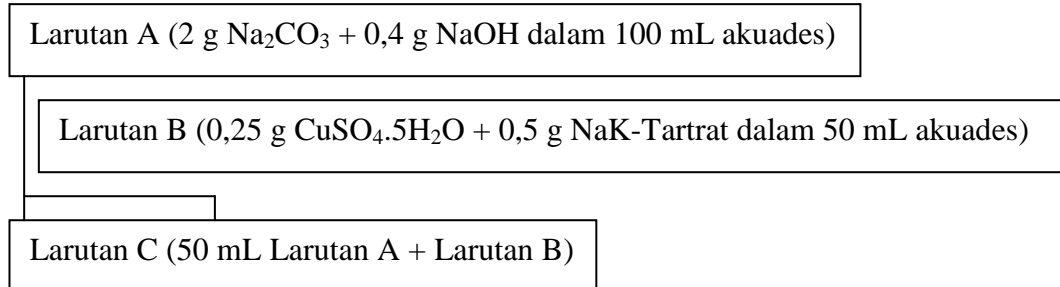 Larutan A (2 g Na₂CO₃ + 0,4 g NaOH dalam 100 mL akuades)
Larutan B (0,25 g CuSO₄.5H₂O + 0,5 g NaK-Tartrat dalam 50 mL akuades)
Larutan C (50 mL Larutan A + Larutan B)